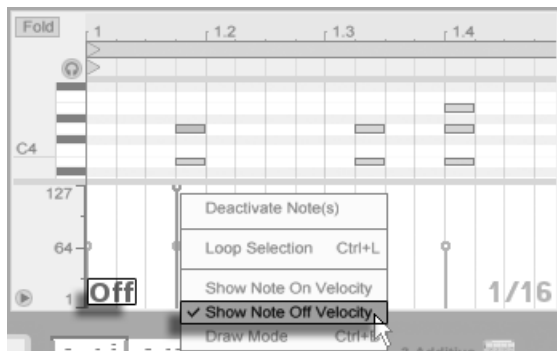 Fold
1 1.2 1.3 1.4
C4
127
Deactivate Note(s)
64
Loop Selection Ctrl+L
Show Note On Velocity
1 Off 1/16
✓ Show Note Off Velocity
Draw Mode